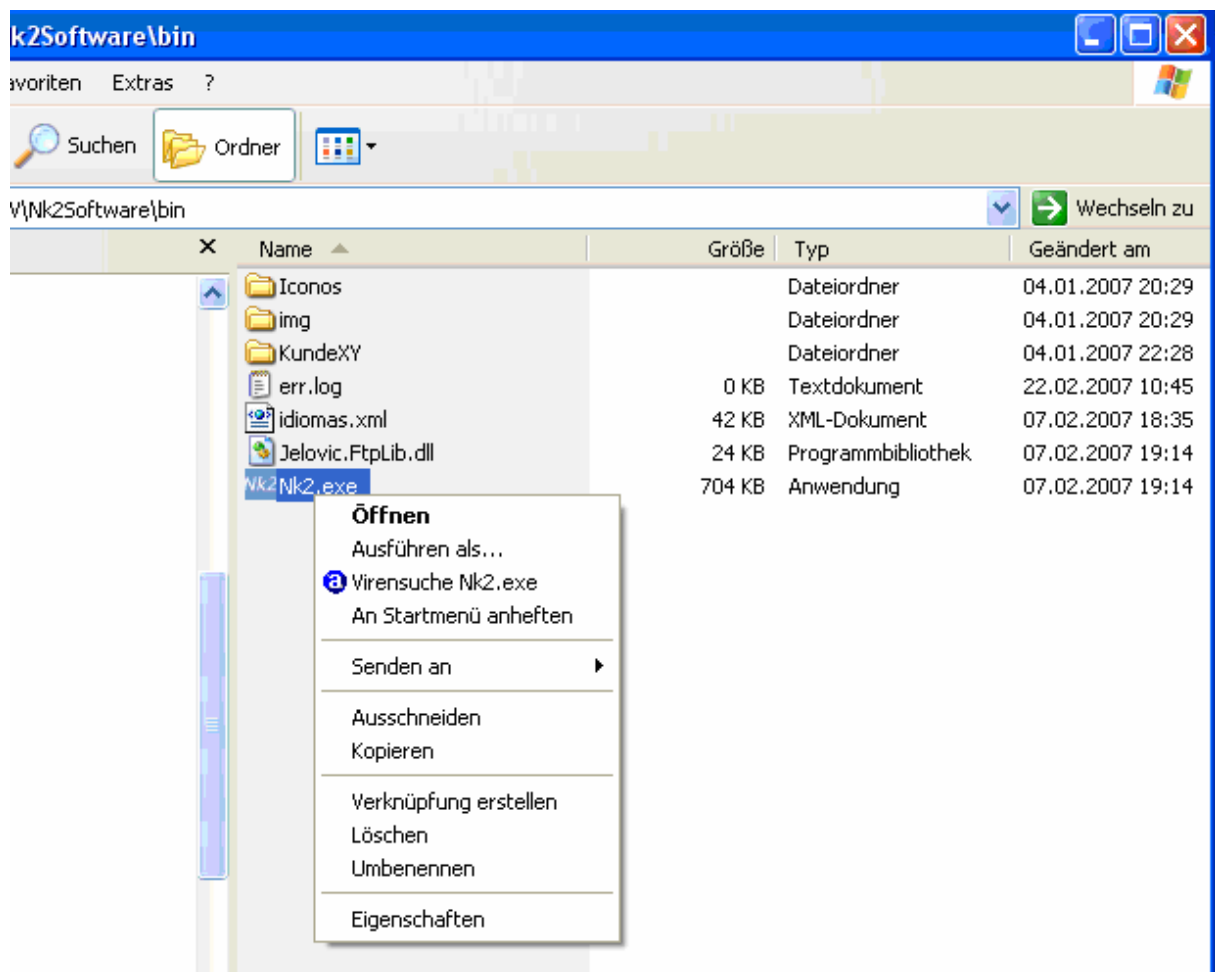 k2Software\bin
avoriten Extras ?
Suchen Ordner
V\Nk2Software\bin Wechseln zu
Name Größe Typ Geändert am
Iconos Dateiordner 04.01.2007 20:29
img Dateiordner 04.01.2007 20:29
KundeXY Dateiordner 04.01.2007 22:28
err.log 0 KB Textdokument 22.02.2007 10:45
idiomas.xml 42 KB XML-Dokument 07.02.2007 18:35
Jelovic.FtpLib.dll 24 KB Programmbibliothek 07.02.2007 19:14
Nk2 Nk2.exe 704 KB Anwendung 07.02.2007 19:14
Öffnen
Ausführen als...
a Virensuche Nk2.exe
An Startmenü anheften
Senden an
Ausschneiden
Kopieren
Verknüpfung erstellen
Löschen
Umbenennen
Eigenschaften